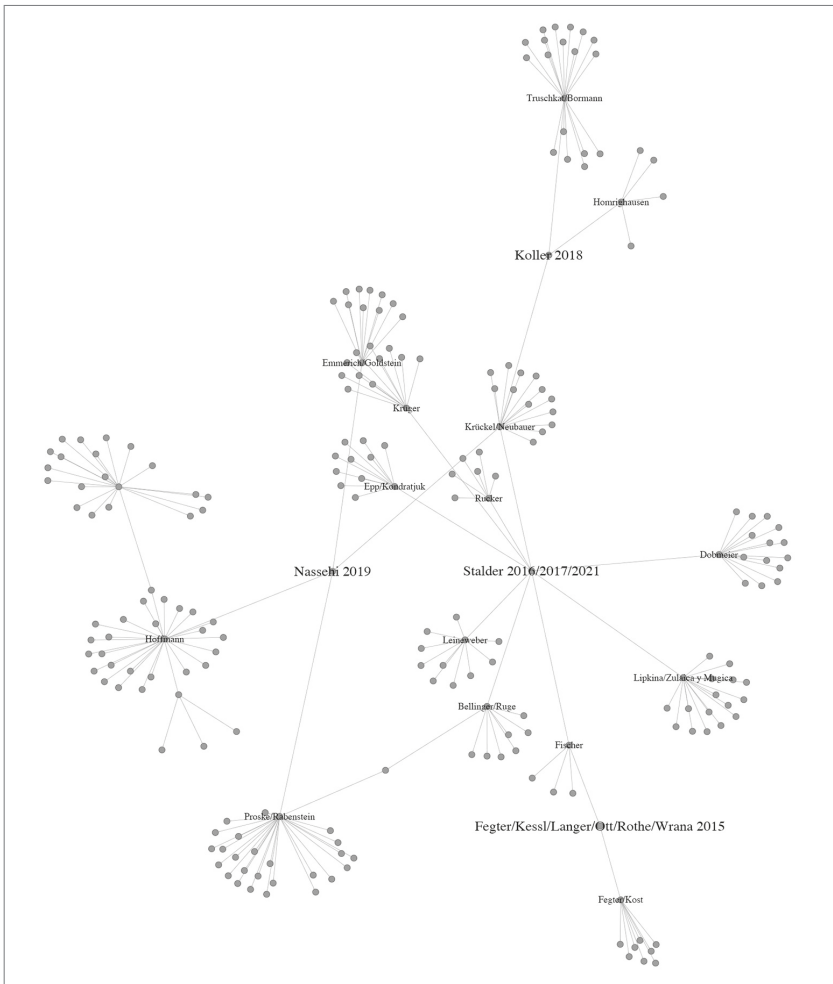 Truschkat/Bormann
Homrighausen
Koller 2018
Emmerich/Goldstein
Krüger
Krückel/Neubauer
Epp/Kondratjuk
Rucker
Dobmeier
Nassehi 2019
Stalder 2016/2017/2021
Hoffmann
Leineweber
Lipkina/Zulaica y Mugica
Bellinger/Ruge
Fischer
Proske/Rabenstein
Fegter/Kessl/Langer/Ott/Rothe/Wrana 2015
Fegter/Kost